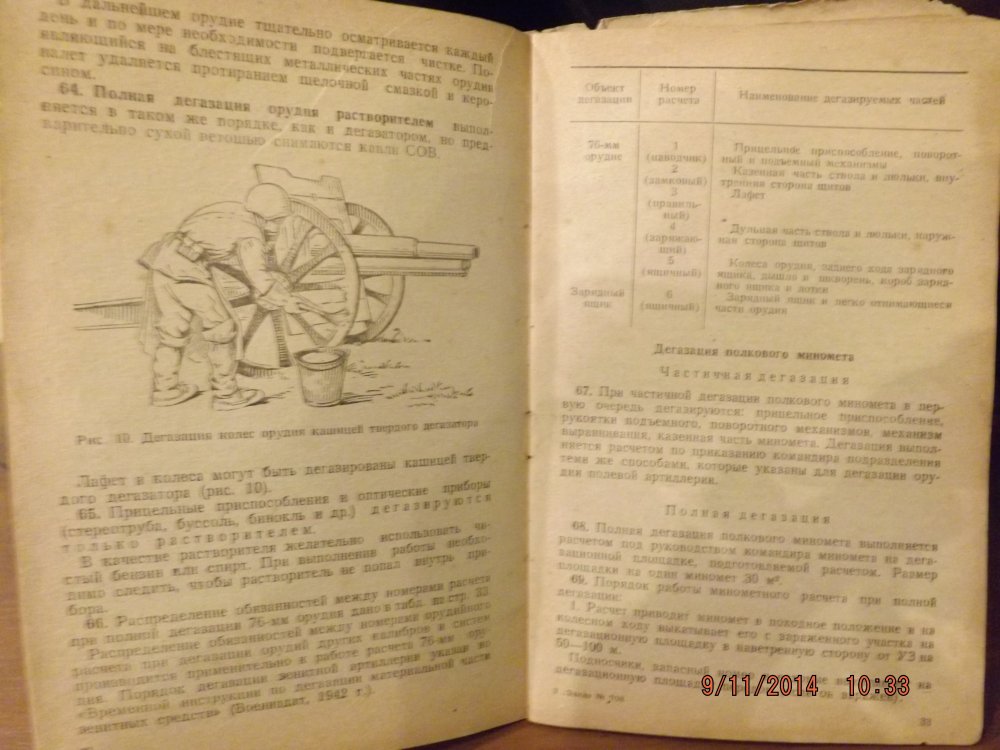 В дальнейшем орудие тщательно осматривается каждый
день и по мере необходимости подвергается чистке. По-
являющийся на блестящих металлических частях орудия
налет удаляется протиранием щелочной смазкой и керо-
сином.
64. Полная дегазация орудия растворителем выпол-
няется в таком же порядке, как и дегазатором, но пред-
варительно сухой ветошью снимаются капли СОВ.
Рис. 10. Дегазация колес орудия кашицей твердого дегазатора
Лафет и колеса могут быть дегазированы кашицей твер-
дого дегазатора (рис. 10).
65. Прицельные приспособления и оптические приборы
(стереотруба, буссоль, бинокль и др.) дегазируются
только растворителем.
В качестве растворителя желательно использовать чи-
стый бензин или спирт. При выполнении работы необхо-
димо следить, чтобы растворитель не попал внутрь при-
бора.
66. Распределение обязанностей между номерами расчета
при полной дегазации 76-мм орудия дано в табл. на стр. 33.
Распределение обязанностей между номерами орудийного
расчета при дегазации орудий других калибров и систем
производится применительно к работе расчета 76-мм ору-
дия. Порядок дегазации зенитной артиллерии указан во
«Временной инструкции по дегазации материальной части
зенитных средств» (Воениздат, 1942 г.).
Объект
дегазации
Номер
расчета
Наименование дегазируемых частей
76-мм
орудие
1
(наводчик)
Прицельное приспособление, поворот-
ный и подъемный механизмы
2
(замковый)
Казенная часть ствола и люльки, вну-
тренняя сторона щитов
3
(правиль-
ный)
Лафет
4
(заряжаю-
щий)
Дульная часть ствола и люльки, наруж-
ная сторона щитов
5
(ящичный)
Колеса орудия, заднего хода зарядного
ящика, дышло и шкворень, короб заряд-
ного ящика и лотки
Зарядный
ящик
6
(ящичный)
Зарядный ящик и легко отнимающиеся
части орудия
Дегазация полкового миномета
Частичная дегазация
67. При частичной дегазации полкового миномета в пер-
вую очередь дегазируются: прицельное приспособление,
рукоятки подъемного, поворотного механизмов, механизм
выравнивания, казенная часть миномета. Дегазация выпол-
няется расчетом по приказанию командира подразделения
теми же способами, которые указаны для дегазации ору-
дий полевой артиллерии.
Полная дегазация
68. Полная дегазация полкового миномета выполняется
расчетом под руководством командира миномета на дега-
зационной площадке, подготовляемой расчетом. Размер
площадки на один миномет 30 м².
69. Порядок работы минометного расчета при полной
дегазации:
1. Расчет приводит миномет в походное положение и на
колесном ходу выкатывает его с зараженного участка на
дегазационную площадку в наветренную сторону от УЗ на
50—100 м.
Подносчики, запасный на
дегазационную площадку
Заказ №
33
9/11/2014 10:33